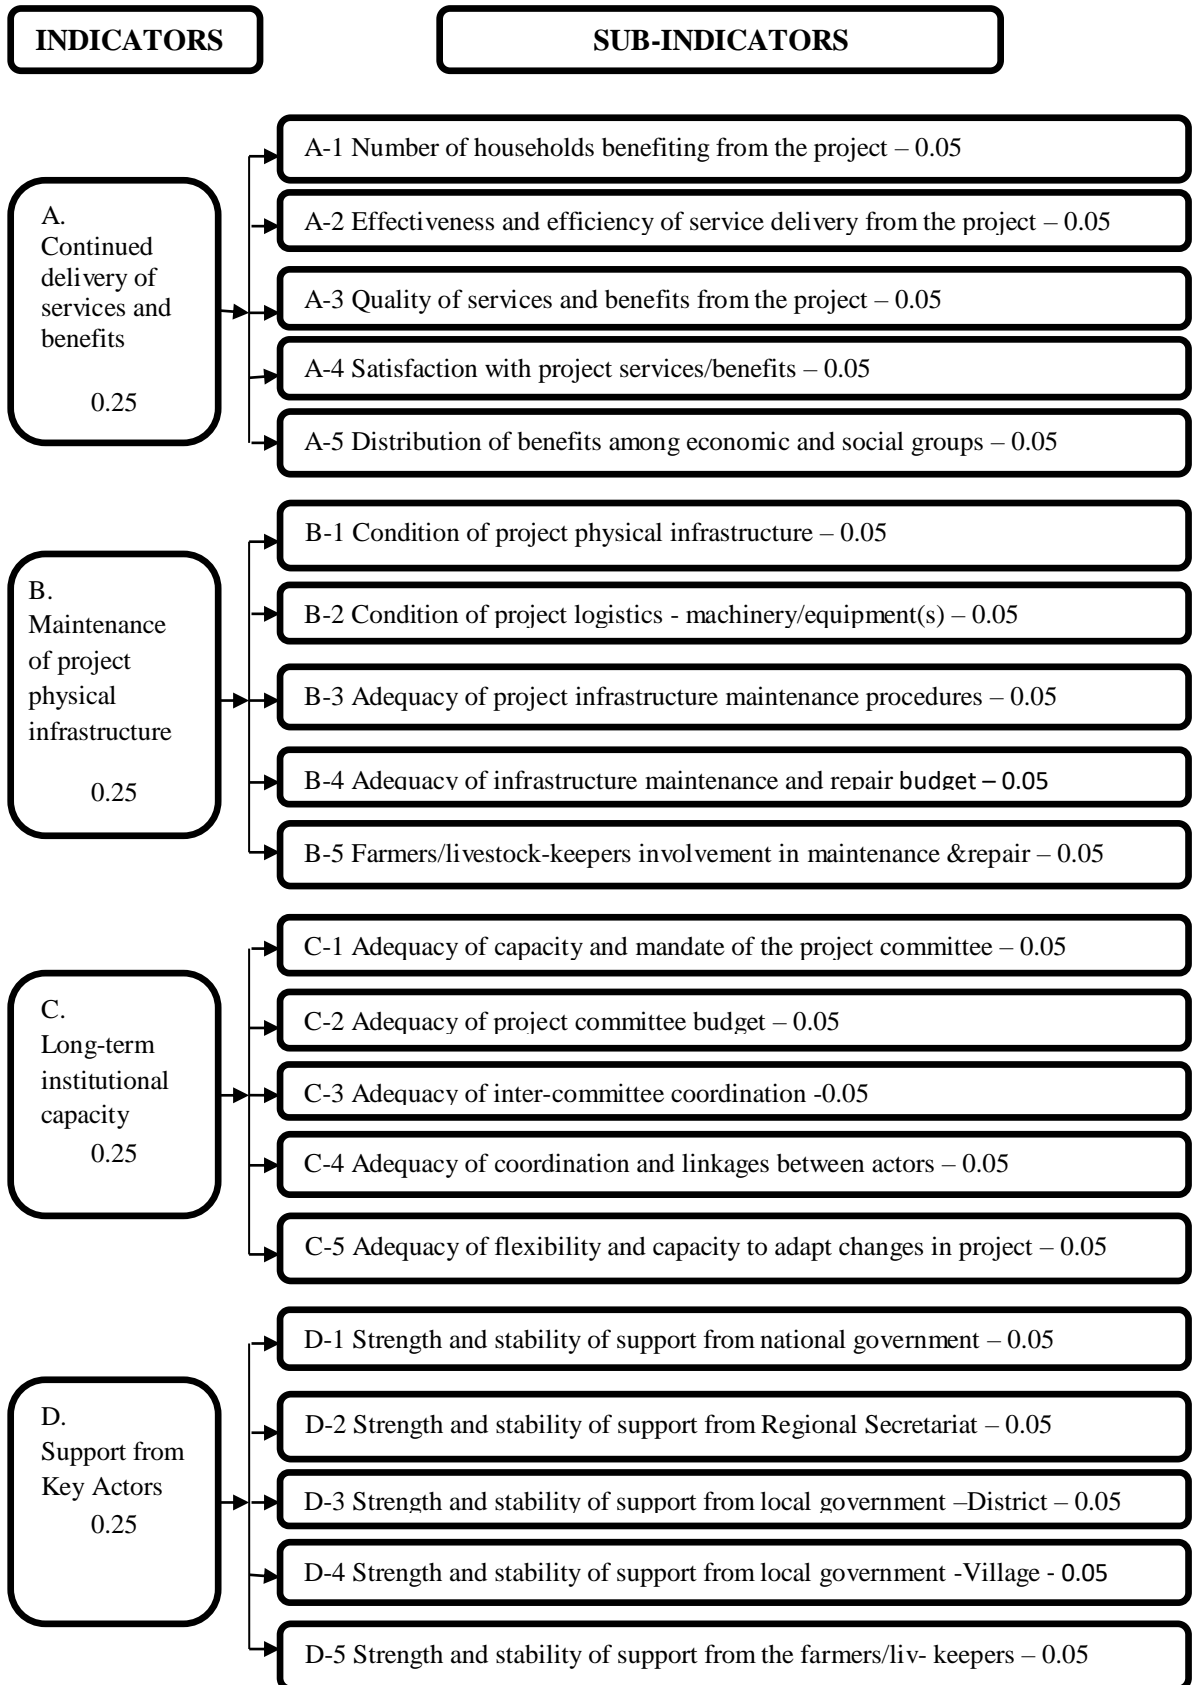 INDICATORS
SUB-INDICATORS
A.
Continued
delivery of
services and
benefits
0.25
A-1 Number of households benefiting from the project – 0.05
A-2 Effectiveness and efficiency of service delivery from the project – 0.05
A-3 Quality of services and benefits from the project – 0.05
A-4 Satisfaction with project services/benefits – 0.05
A-5 Distribution of benefits among economic and social groups – 0.05
B.
Maintenance
of project
physical
infrastructure
0.25
B-1 Condition of project physical infrastructure – 0.05
B-2 Condition of project logistics - machinery/equipment(s) – 0.05
B-3 Adequacy of project infrastructure maintenance procedures – 0.05
B-4 Adequacy of infrastructure maintenance and repair budget – 0.05
B-5 Farmers/livestock-keepers involvement in maintenance &repair – 0.05
C.
Long-term
institutional
capacity
0.25
C-1 Adequacy of capacity and mandate of the project committee – 0.05
C-2 Adequacy of project committee budget – 0.05
C-3 Adequacy of inter-committee coordination -0.05
C-4 Adequacy of coordination and linkages between actors – 0.05
C-5 Adequacy of flexibility and capacity to adapt changes in project – 0.05
D.
Support from
Key Actors
0.25
D-1 Strength and stability of support from national government – 0.05
D-2 Strength and stability of support from Regional Secretariat – 0.05
D-3 Strength and stability of support from local government –District – 0.05
D-4 Strength and stability of support from local government -Village - 0.05
D-5 Strength and stability of support from the farmers/liv- keepers – 0.05